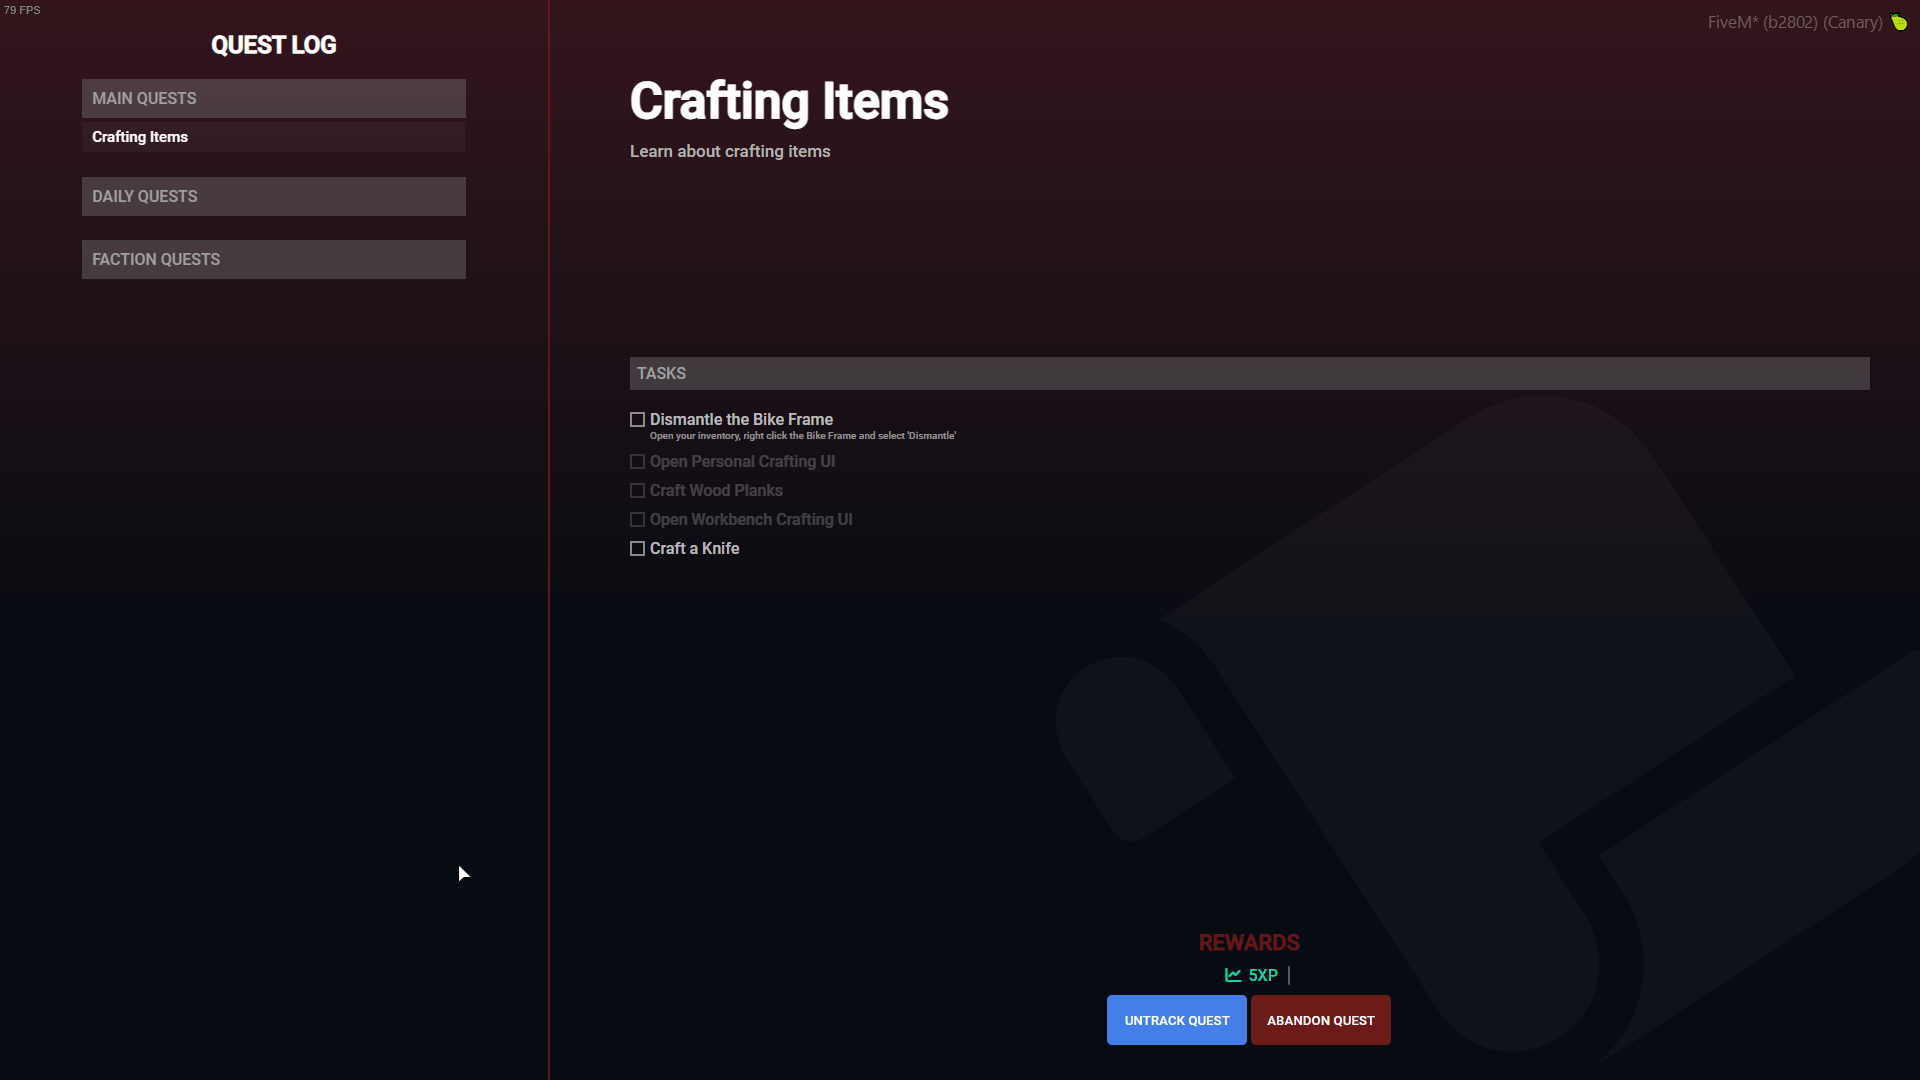 79 FPS
FiveM* (b2802) (Canary)
QUEST LOG
MAIN QUESTS
Crafting Items
DAILY QUESTS
FACTION QUESTS
Crafting Items
Learn about crafting items
TASKS
Dismantle the Bike Frame
Open your inventory, right click the Bike Frame and select 'Dismantle'
Open Personal Crafting UI
Craft Wood Planks
Open Workbench Crafting UI
Craft a Knife
REWARDS
5XP
UNTRACK QUEST
ABANDON QUEST